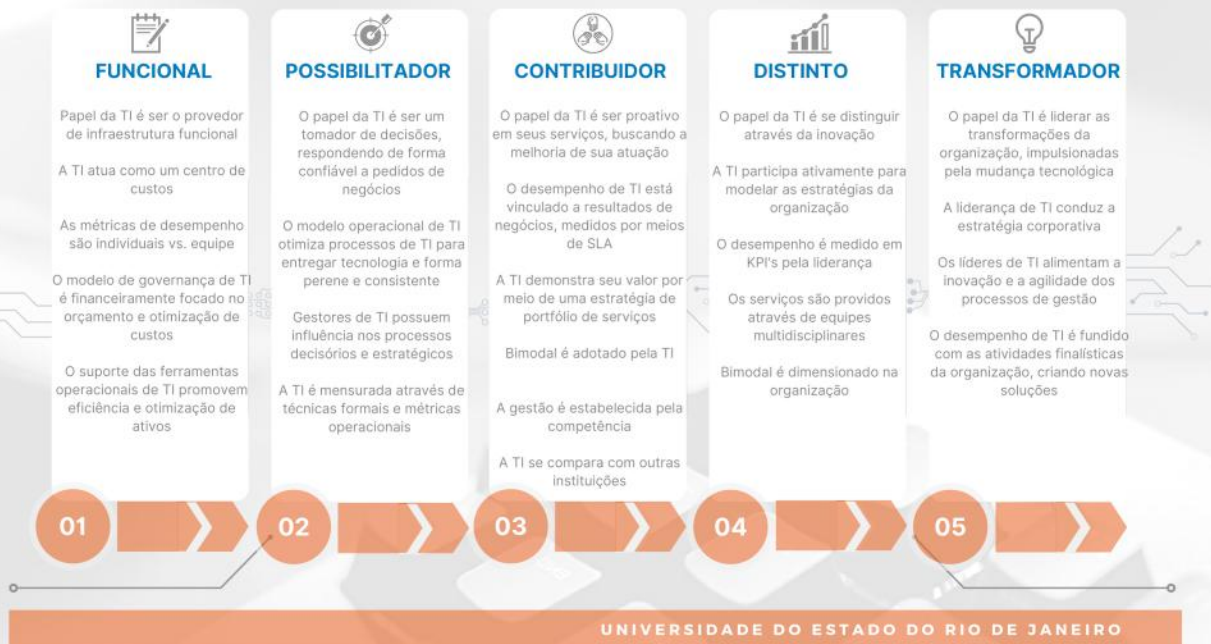 FUNCIONAL
Papel da TI é ser o provedor
de infraestrutura funcional
A TI atua como um centro de
custos
As métricas de desempenho
são individuais vs. equipe
O modelo de governança de TI
é financeiramente focado no
orçamento e otimização de
custos
O suporte das ferramentas
operacionais de TI promovem
eficiência e otimização de
ativos
01
POSSIBILITADOR
O papel da TI é ser um
tomador de decisões,
respondendo de forma
confiável a pedidos de
negócios
O modelo operacional de TI
otimiza processos de TI para
entregar tecnologia e forma
perene e consistente
Gestores de TI possuem
influência nos processos
decisórios e estratégicos
A TI é mensurada através de
técnicas formais e métricas
operacionais
02
CONTRIBUIDOR
O papel da TI é ser proativo
em seus serviços, buscando a
melhoria de sua atuação
O desempenho de TI está
vinculado a resultados de
negócios, medidos por meios
de SLA
A TI demonstra seu valor por
meio de uma estratégia de
portfólio de serviços
Bimodal é adotado pela TI
A gestão é estabelecida pela
competência
A TI se compara com outras
instituições
03
DISTINTO
O papel da TI é se distinguir
através da inovação
A TI participa ativamente para
modelar as estratégias da
organização
O desempenho é medido em
KPI's pela liderança
Os serviços são providos
através de equipes
multidisciplinares
Bimodal é dimensionado na
organização
04
TRANSFORMADOR
O papel da TI é liderar as
transformações da
organização, impulsionadas
pela mudança tecnológica
A liderança de TI conduz a
estratégia corporativa
Os líderes de TI alimentam a
inovação e a agilidade dos
processos de gestão
O desempenho de TI é fundido
com as atividades finalísticas
da organização, criando novas
soluções
05
UNIVERSIDADE DO ESTADO DO RIO DE JANEIRO